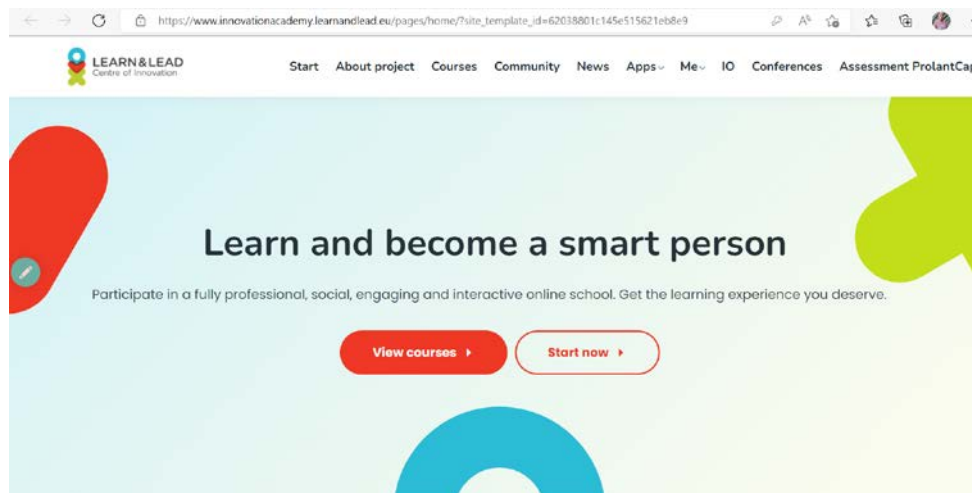 https://www.innovationacademy.learnandlead.eu/pages/home/?site_template_id=62038801c145e515621eb8e9
LEARN&LEAD
Centre of Innovation
Start About project Courses Community News Apps Me IO Conferences Assessment ProlantCap
Learn and become a smart person
Participate in a fully professional, social, engaging and interactive online school. Get the learning experience you deserve.
View courses Start now